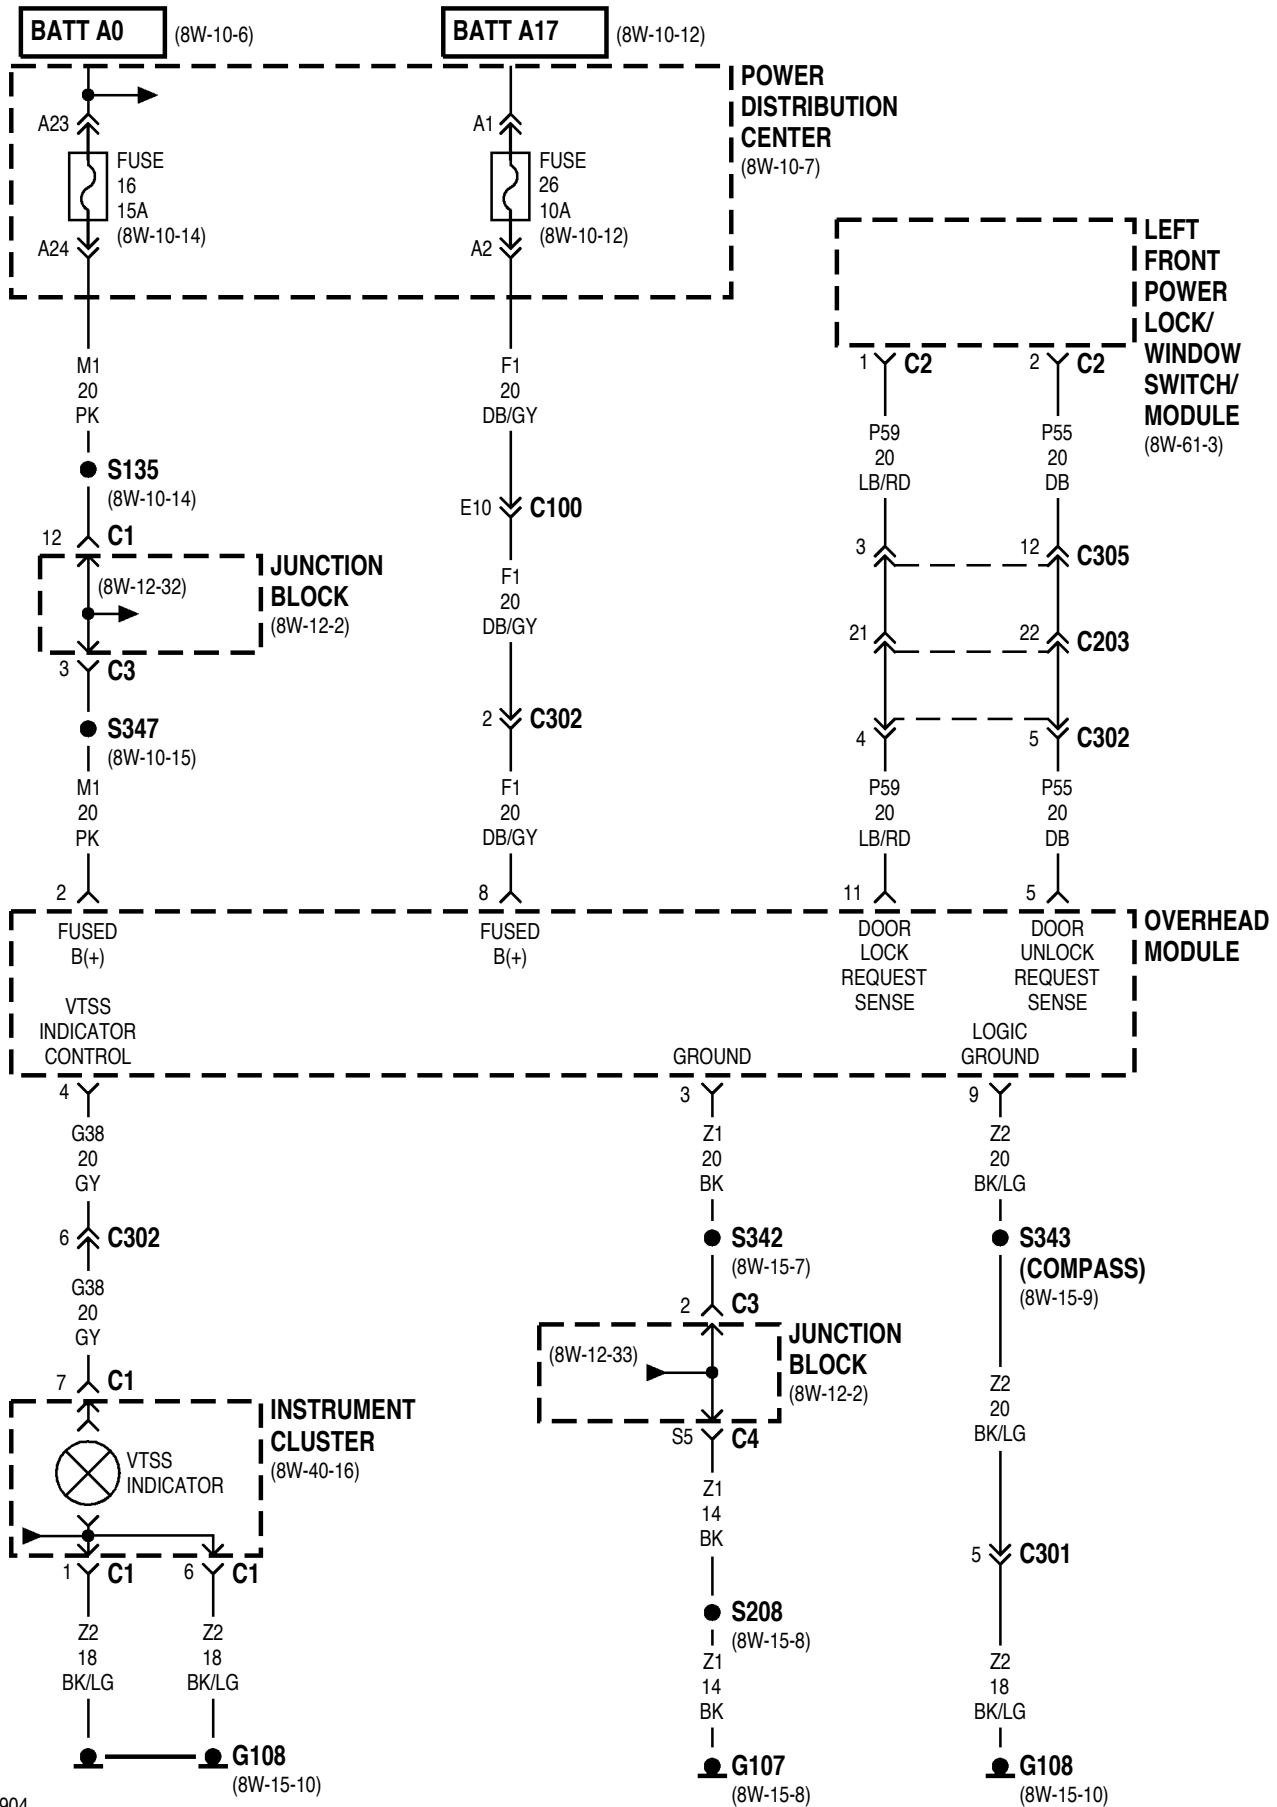 BATT A0
(8W-10-6)
BATT A17
(8W-10-12)
POWER
DISTRIBUTION
CENTER
(8W-10-7)
A23
FUSE
16
15A
(8W-10-14)
A24
A1
FUSE
26
10A
(8W-10-12)
A2
LEFT
FRONT
POWER
LOCK/
WINDOW
SWITCH/
MODULE
(8W-61-3)
1 C2
2 C2
M1
20
PK
F1
20
DB/GY
P59
20
LB/RD
P55
20
DB
S135
(8W-10-14)
E10 C100
12 C1
3
12 C305
(8W-12-32)
JUNCTION
BLOCK
(8W-12-2)
F1
20
DB/GY
21
22 C203
3 C3
S347
(8W-10-15)
2 C302
4
5 C302
M1
20
PK
F1
20
DB/GY
P59
20
LB/RD
P55
20
DB
2
8
11
5
OVERHEAD
MODULE
FUSED
B(+)
FUSED
B(+)
DOOR
LOCK
REQUEST
SENSE
DOOR
UNLOCK
REQUEST
SENSE
VTSS
INDICATOR
CONTROL
GROUND
LOGIC
GROUND
4
3
9
G38
20
GY
Z1
20
BK
Z2
20
BK/LG
6 C302
S342
(8W-15-7)
S343
(COMPASS)
(8W-15-9)
G38
20
GY
2 C3
(8W-12-33)
JUNCTION
BLOCK
(8W-12-2)
7 C1
INSTRUMENT
CLUSTER
(8W-40-16)
VTSS
INDICATOR
S5 C4
Z2
20
BK/LG
Z1
14
BK
1 C1
6 C1
5 C301
S208
(8W-15-8)
Z2
18
BK/LG
Z2
18
BK/LG
Z1
14
BK
Z2
18
BK/LG
G108
(8W-15-10)
G107
(8W-15-8)
G108
(8W-15-10)